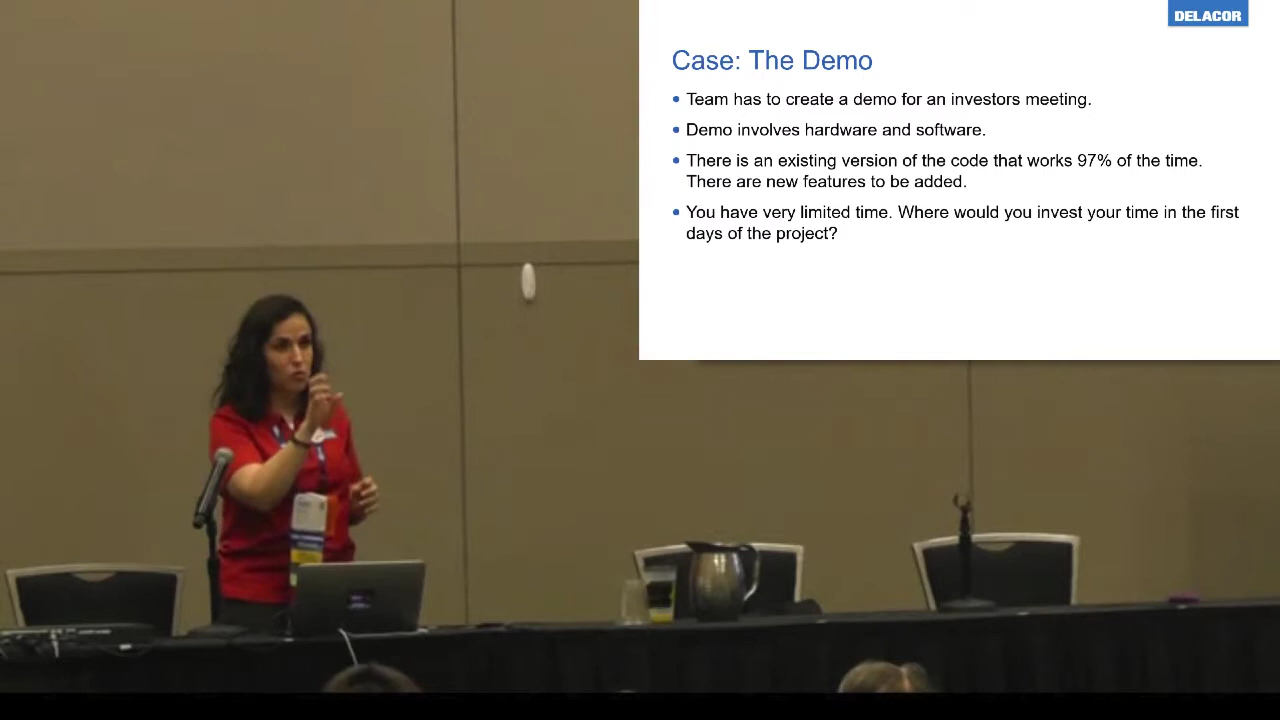 DELACOR
Case: The Demo
• Team has to create a demo for an investors meeting.
• Demo involves hardware and software.
• There is an existing version of the code that works 97% of the time.
There are new features to be added.
• You have very limited time. Where would you invest your time in the first
days of the project?